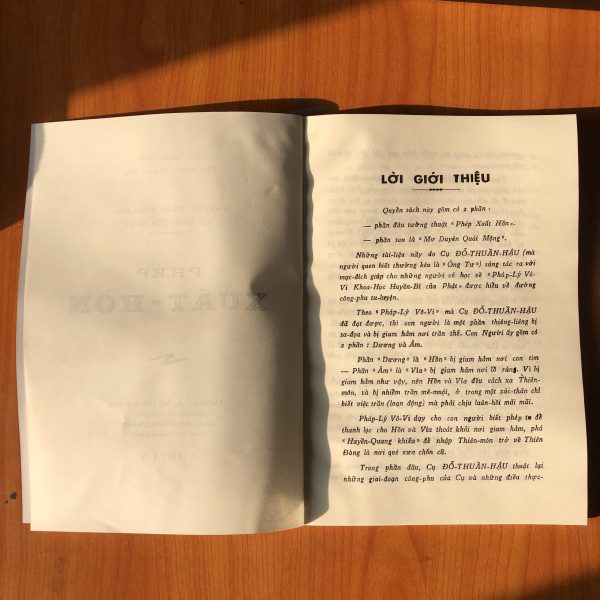 LỜI GIỚI THIỆU
Quyển sách này gồm có 2 phần :
— phần đầu tường thuật "Phép Xuất Hồn".
— phần sau là "Mơ Duyên Quái Mộng".
Những tài-liệu này do Cụ ĐỖ-THUẦN-HẬU (mà
người quen biết thường kêu là "Ông Tư") sáng tác ra với
mục-đích giúp cho những người có học về "Pháp-Lý Vô-
Vi Khoa-Học Huyền-Bí của Phật" được hiểu về đường
công-phu tu-luyện.
Theo "Pháp-Lý Vô-Vi" mà Cụ ĐỖ-THUẦN-HẬU
đã đạt được, thì con người là một phần thiêng-liêng bị
sa-đọa và bị giam hãm nơi trần thế. Con Người ấy gồm có
2 phần : Dương và Âm.
Phần "Dương" là "Hồn" bị giam hãm nơi con tim
— Phần "Âm" là "Vía" bị giam hãm nơi lỗ rún. Vì bị
giam hãm như vậy, nên Hồn và Vía đều cách xa Thiên-
môn, và bị nhiễm trần mê-muội, ở trong một xác-thân chỉ
biết việc trần (loạn động) mà phải chịu luân-hồi mãi mãi.
Pháp-Lý Vô-Vi dạy cho con người biết phép tu để
thanh lọc cho Hồn và Vía thoát khỏi nơi giam hãm, phá
"Huyền-Quang khiếu" để nhập Thiên-môn trở về Thiên
Đàng là nơi quê xưa chốn cũ.
Trong phần đầu, Cụ ĐỖ-THUẦN-HẬU thuật lại
những giai-đoạn công-phu của Cụ và những điều thực-
PHÉP
XUẤT-HỒN
1971